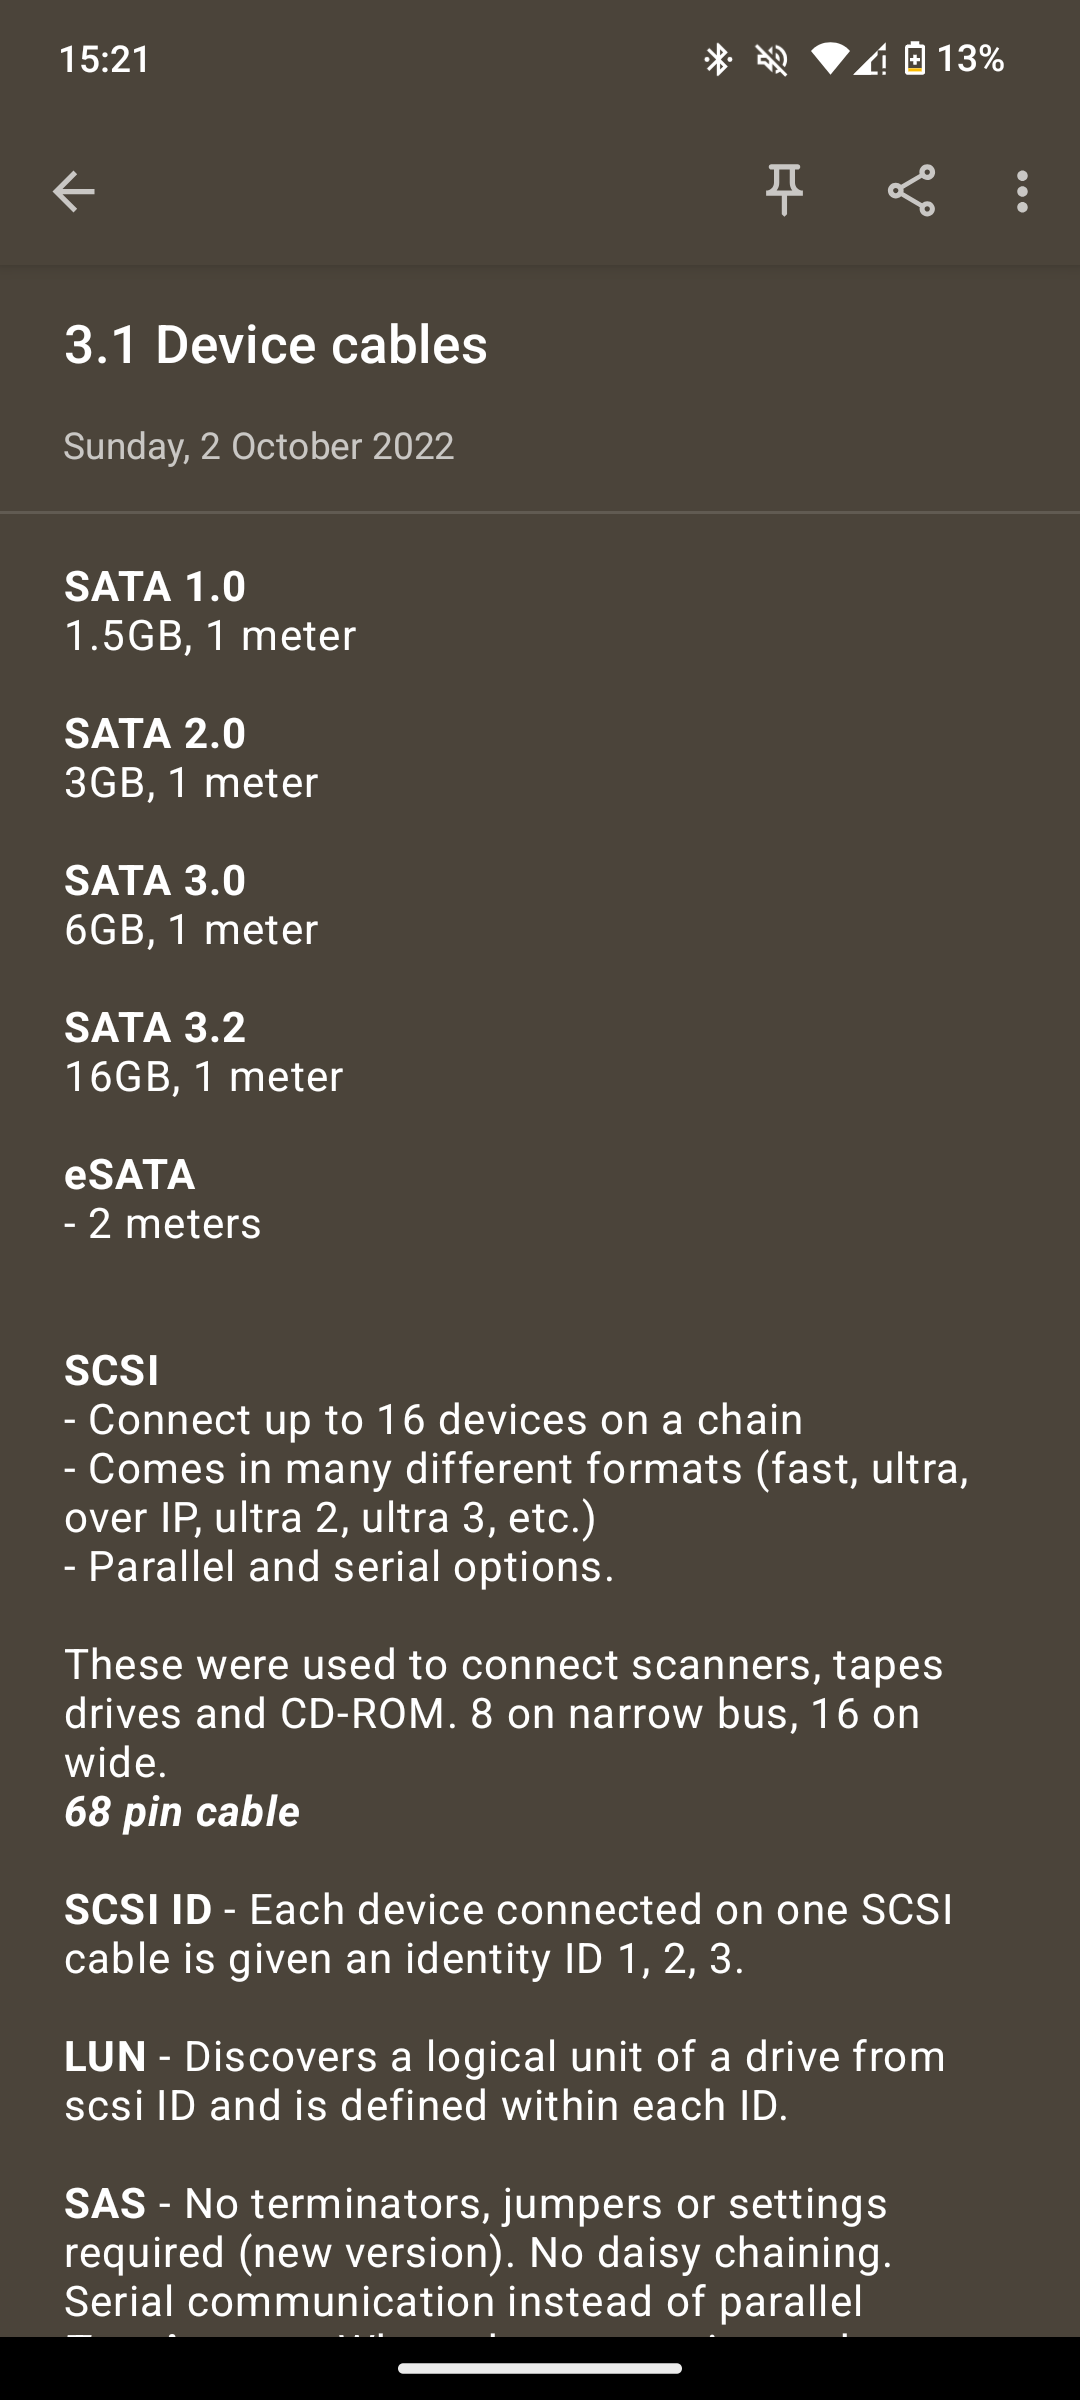 15:21
13%
3.1 Device cables
Sunday, 2 October 2022
SATA 1.0
1.5GB, 1 meter
SATA 2.0
3GB, 1 meter
SATA 3.0
6GB, 1 meter
SATA 3.2
16GB, 1 meter
eSATA
- 2 meters
SCSI
- Connect up to 16 devices on a chain
- Comes in many different formats (fast, ultra,
over IP, ultra 2, ultra 3, etc.)
- Parallel and serial options.
These were used to connect scanners, tapes
drives and CD-ROM. 8 on narrow bus, 16 on
wide.
68 pin cable
SCSI ID - Each device connected on one SCSI
cable is given an identity ID 1, 2, 3.
LUN - Discovers a logical unit of a drive from
scsi ID and is defined within each ID.
SAS - No terminators, jumpers or settings
required (new version). No daisy chaining.
Serial communication instead of parallel